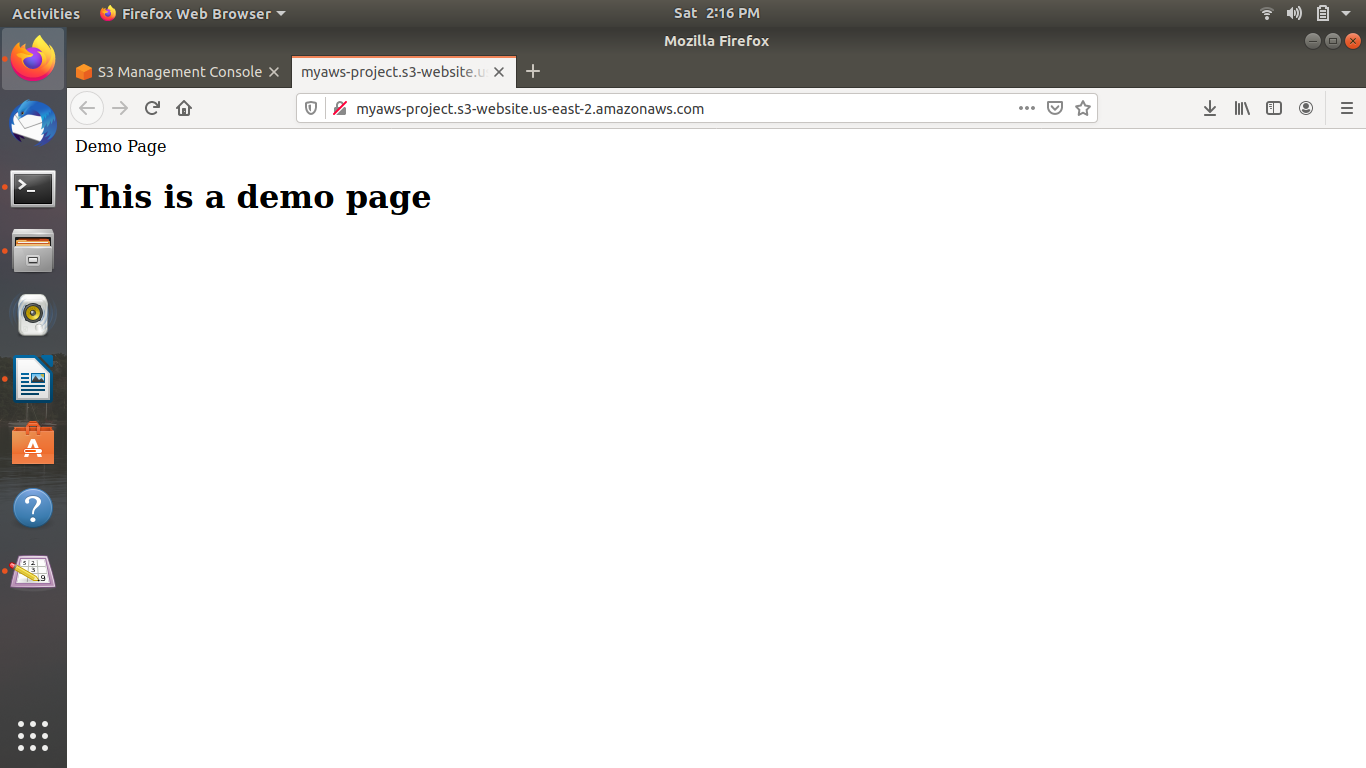 Activities
Firefox Web Browser
Sat 2:16 PM
Mozilla Firefox
S3 Management Console
myaws-project.s3-website.us
myaws-project.s3-website.us-east-2.amazonaws.com
Demo Page
This is a demo page